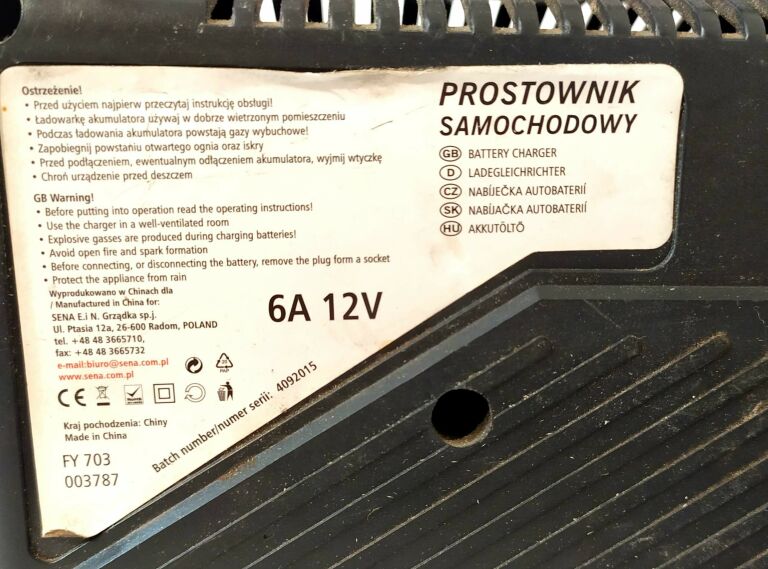 Ostrzeżenie!
• Przed użyciem najpierw przeczytaj instrukcję obsługi!
• Ładowarkę akumulatora używaj w dobrze wietrzonym pomieszczeniu
• Podczas ładowania akumulatora powstają gazy wybuchowe!
• Zapobiegnij powstaniu otwartego ognia oraz iskry
• Przed podłączeniem, ewentualnym odłączeniem akumulatora, wyjmij wtyczkę
• Chroń urządzenie przed deszczem
GB Warning!
• Before putting into operation read the operating instructions!
• Use the charger in a well-ventilated room
• Explosive gasses are produced during charging batteries!
• Avoid open fire and spark formation
• Before connecting, or disconnecting the battery, remove the plug form a socket
• Protect the appliance from rain
Wyprodukowano w Chinach dla
/ Manufactured in China for:
SENA E.i N. Grządka sp.j.
Ul. Ptasia 12a, 26-600 Radom, POLAND
tel. +48 48 3665710,
fax: +48 48 3665732
e-mail:biuro@sena.com.pl
www.sena.com.pl
20
PAP
CE
Kraj pochodzenia: Chiny
Made in China
FY 703
003787
Batch number/numer serii: 4092015
6A 12V
PROSTOWNIK
SAMOCHODOWY
GB BATTERY CHARGER
D LADEGLEICHRICHTER
CZ NABÍJEČKA AUTOBATERIÍ
SK NABÍJAČKA AUTOBATERIÍ
HU AKKUTÖLTÖ